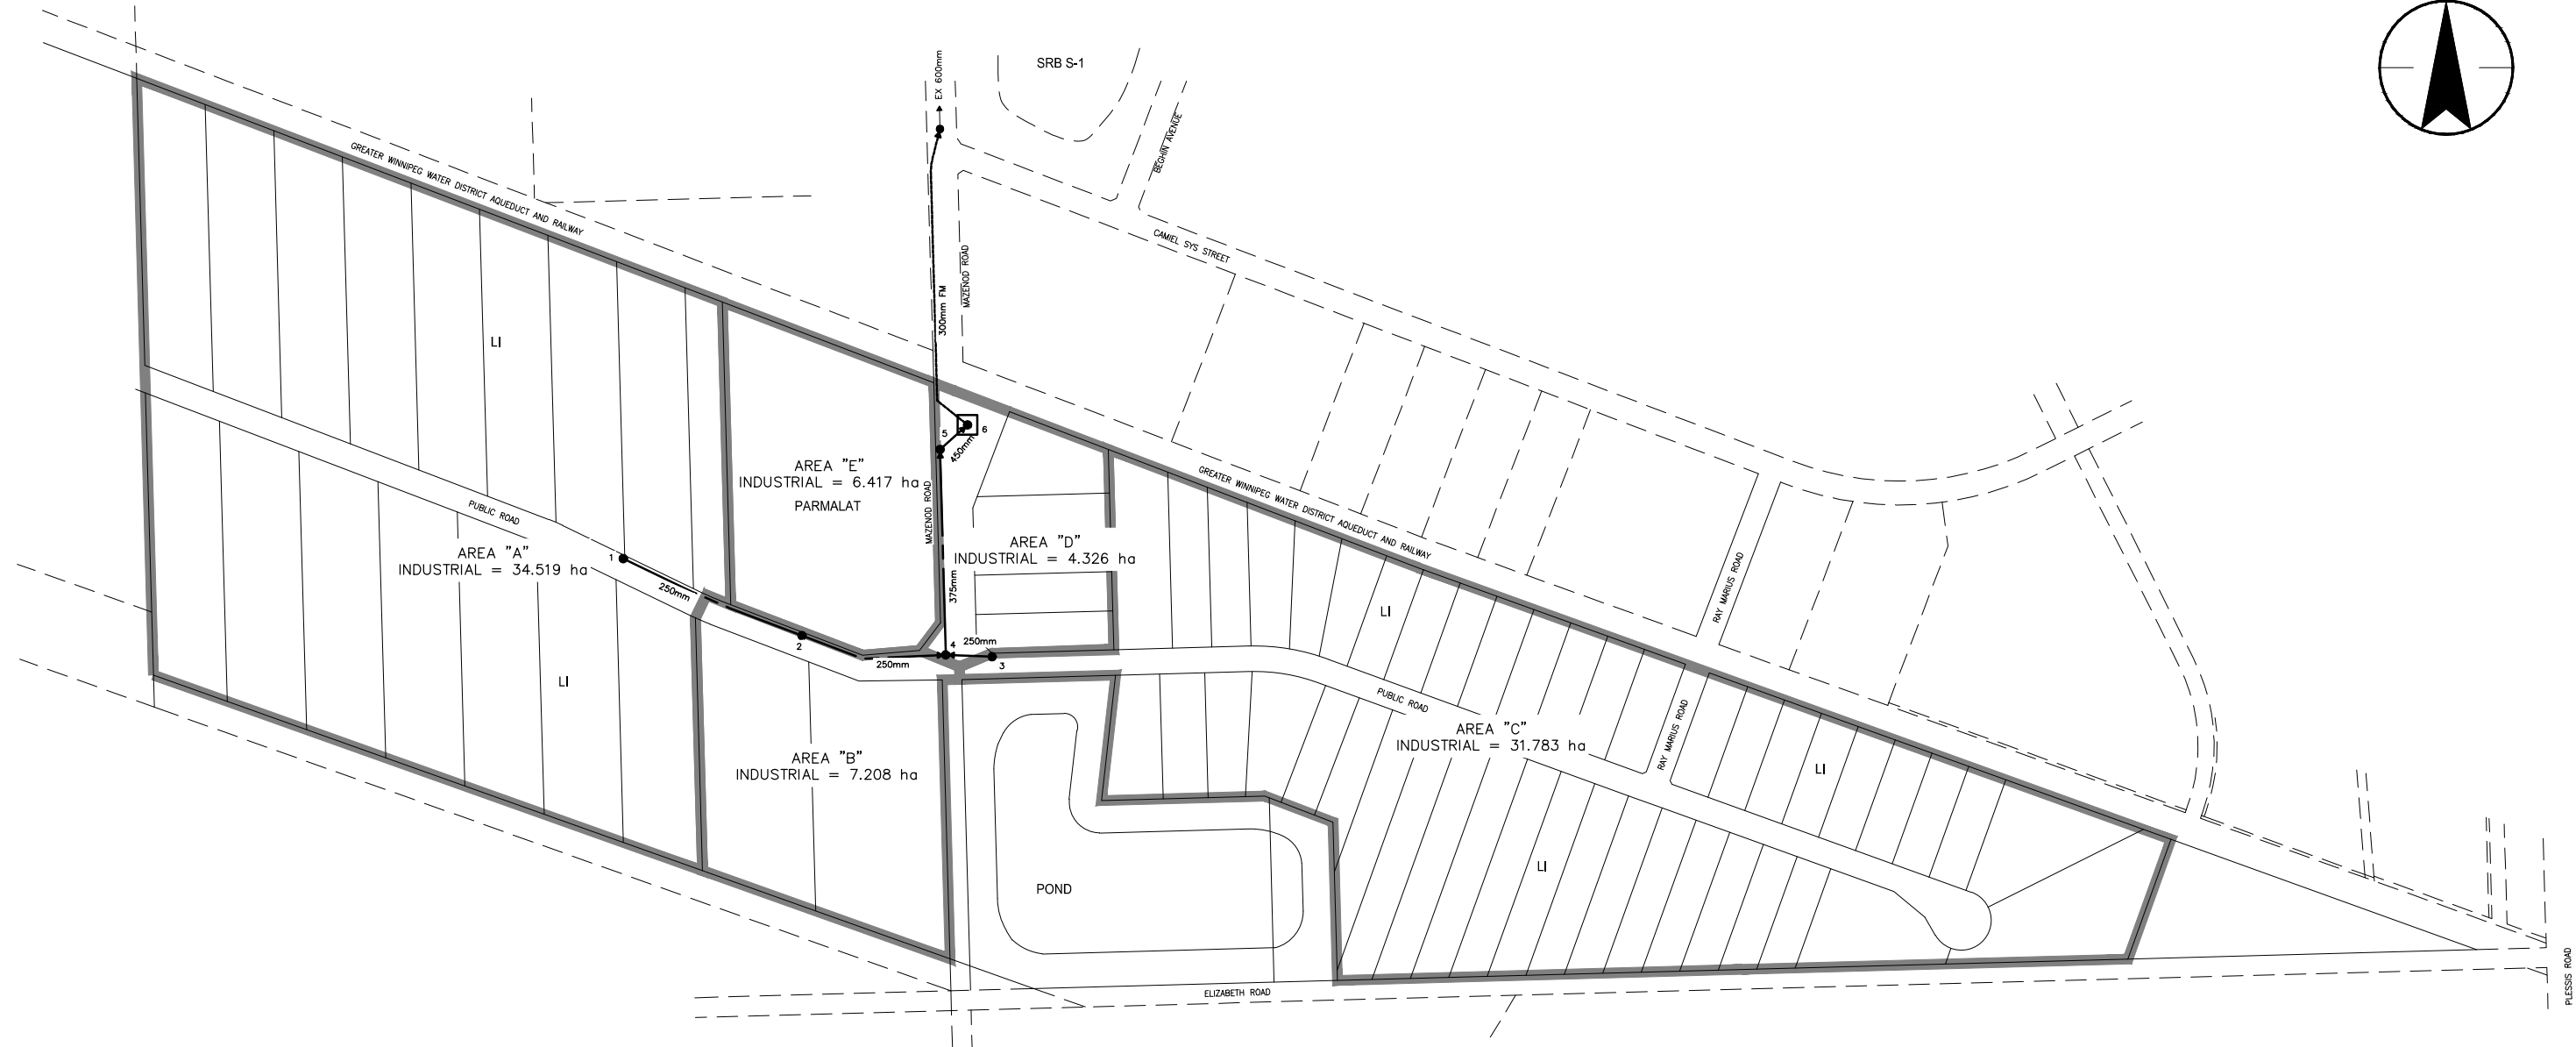 EX 600mm
SRB S-1
BEGHIN AVENUE
GREATER WINNIPEG WATER DISTRICT AQUEDUCT AND RAILWAY
CAMIEL SYS STREET
MAZENOD ROAD
300mm FM
LI
5
6
450mm
AREA "E"
INDUSTRIAL = 6.417 ha
PARMALAT
MAZENOD ROAD
GREATER WINNIPEG WATER DISTRICT AQUEDUCT AND RAILWAY
PUBLIC ROAD
AREA "A"
INDUSTRIAL = 34.519 ha
1
250mm
AREA "D"
INDUSTRIAL = 4.326 ha
375mm
RAY MARIUS ROAD
LI
2
250mm
4
250mm
3
LI
PUBLIC ROAD
AREA "C"
INDUSTRIAL = 31.783 ha
RAY MARIUS ROAD
LI
AREA "B"
INDUSTRIAL = 7.208 ha
LI
POND
ELIZABETH ROAD
PLESSIS ROAD